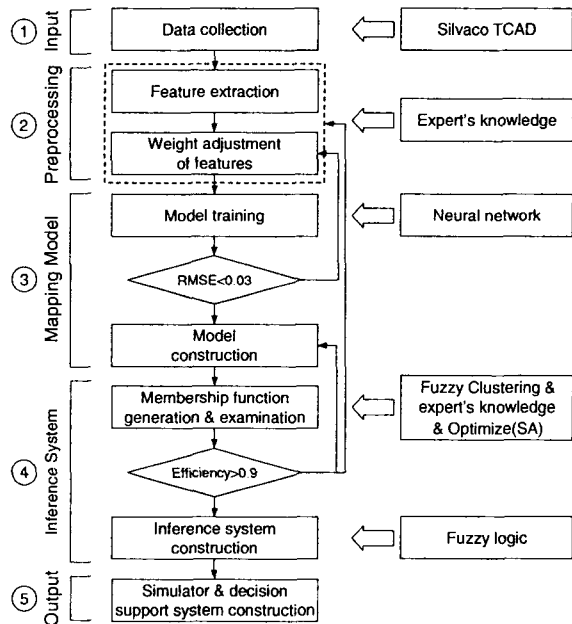 1
Input
Data collection
Silvaco TCAD
2
Preprocessing
Feature extraction
Weight adjustment
of features
Expert's knowledge
3
Mapping Model
Model training
Neural network
RMSE<0.03
Model
construction
4
Inference System
Membership function
generation & examination
Fuzzy Clustering &
expert's knowledge
& Optimize(SA)
Efficiency>0.9
Inference system
construction
Fuzzy logic
5
Output
Simulator & decision
support system construction